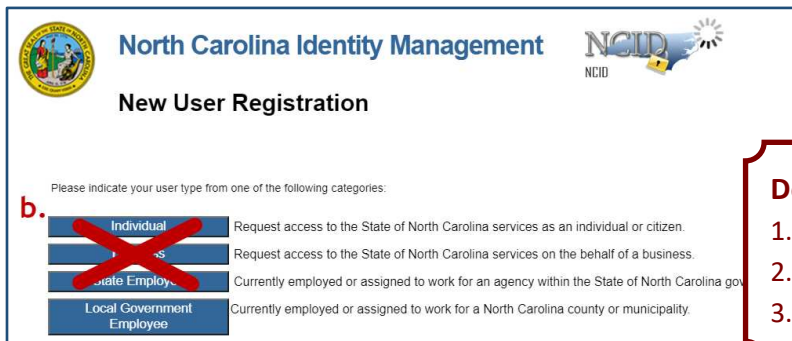 North Carolina Identity Management
NCID
NCID
New User Registration
Please indicate your user type from one of the following categories:
b.
Individual
Request access to the State of North Carolina services as an individual or citizen.
Request access to the State of North Carolina services on the behalf of a business.
State Employee
Currently employed or assigned to work for an agency within the State of North Carolina gov
Local Government
Employee
Currently employed or assigned to work for a North Carolina county or municipality.
1.
2.
3.